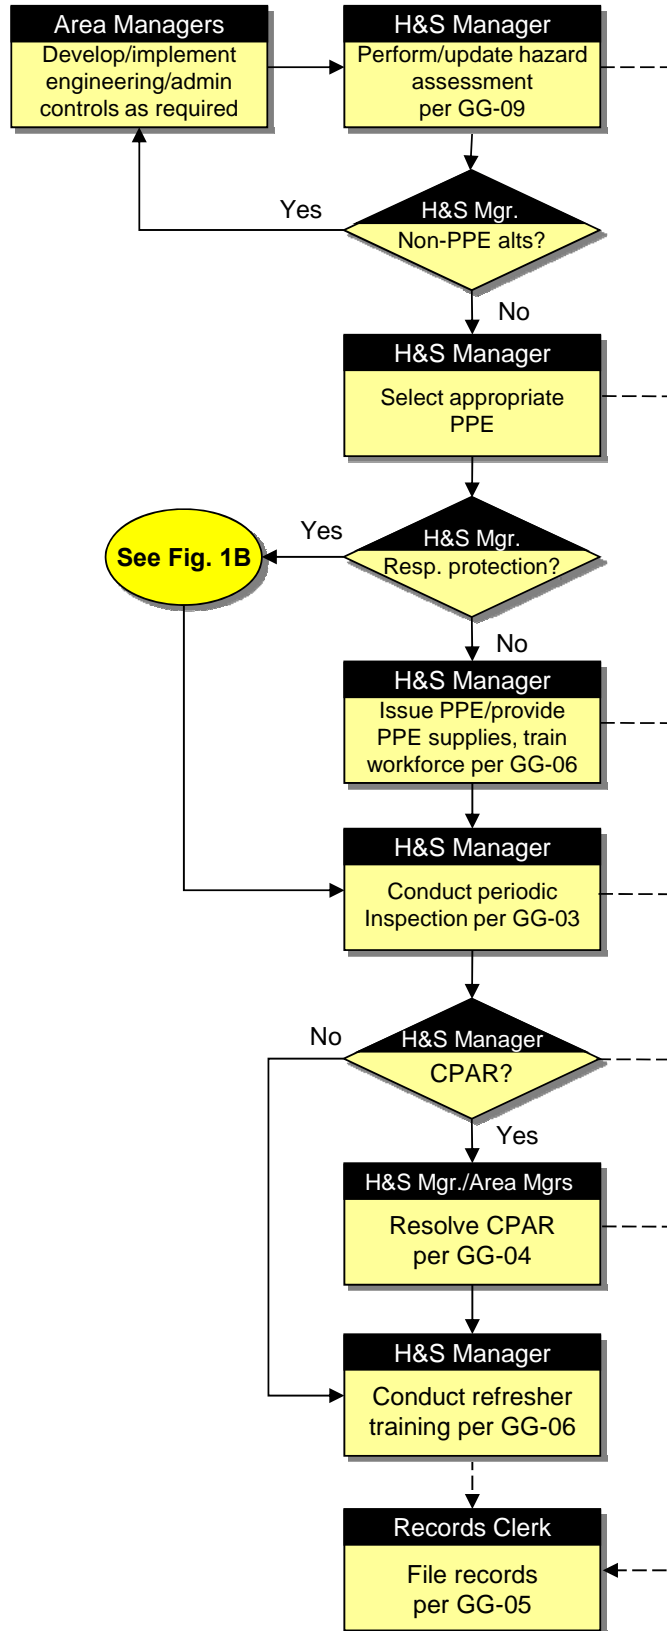 Area Managers
Develop/implement
engineering/admin
controls as required
H&S Manager
Perform/update hazard
assessment
per GG-09
Yes
H&S Mgr.
Non-PPE alts?
No
H&S Manager
Select appropriate
PPE
Yes
See Fig. 1B
H&S Mgr.
Resp. protection?
No
H&S Manager
Issue PPE/provide
PPE supplies, train
workforce per GG-06
H&S Manager
Conduct periodic
Inspection per GG-03
No
H&S Manager
CPAR?
Yes
H&S Mgr./Area Mgrs
Resolve CPAR
per GG-04
H&S Manager
Conduct refresher
training per GG-06
Records Clerk
File records
per GG-05